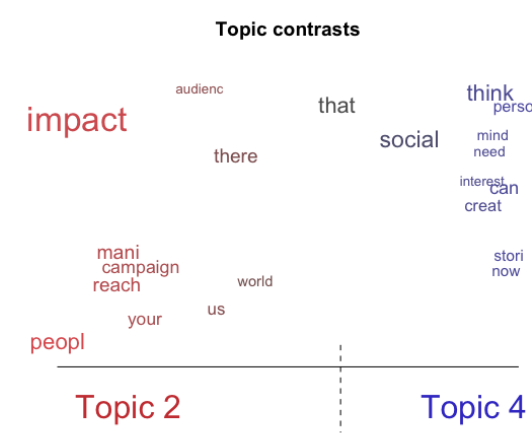 Topic contrasts
audienc
think
perso
impact
that
mind
social
need
there
interest
can
creat
mani
stori
campaign
now
reach
world
us
your
peopl
Topic 2
Topic 4